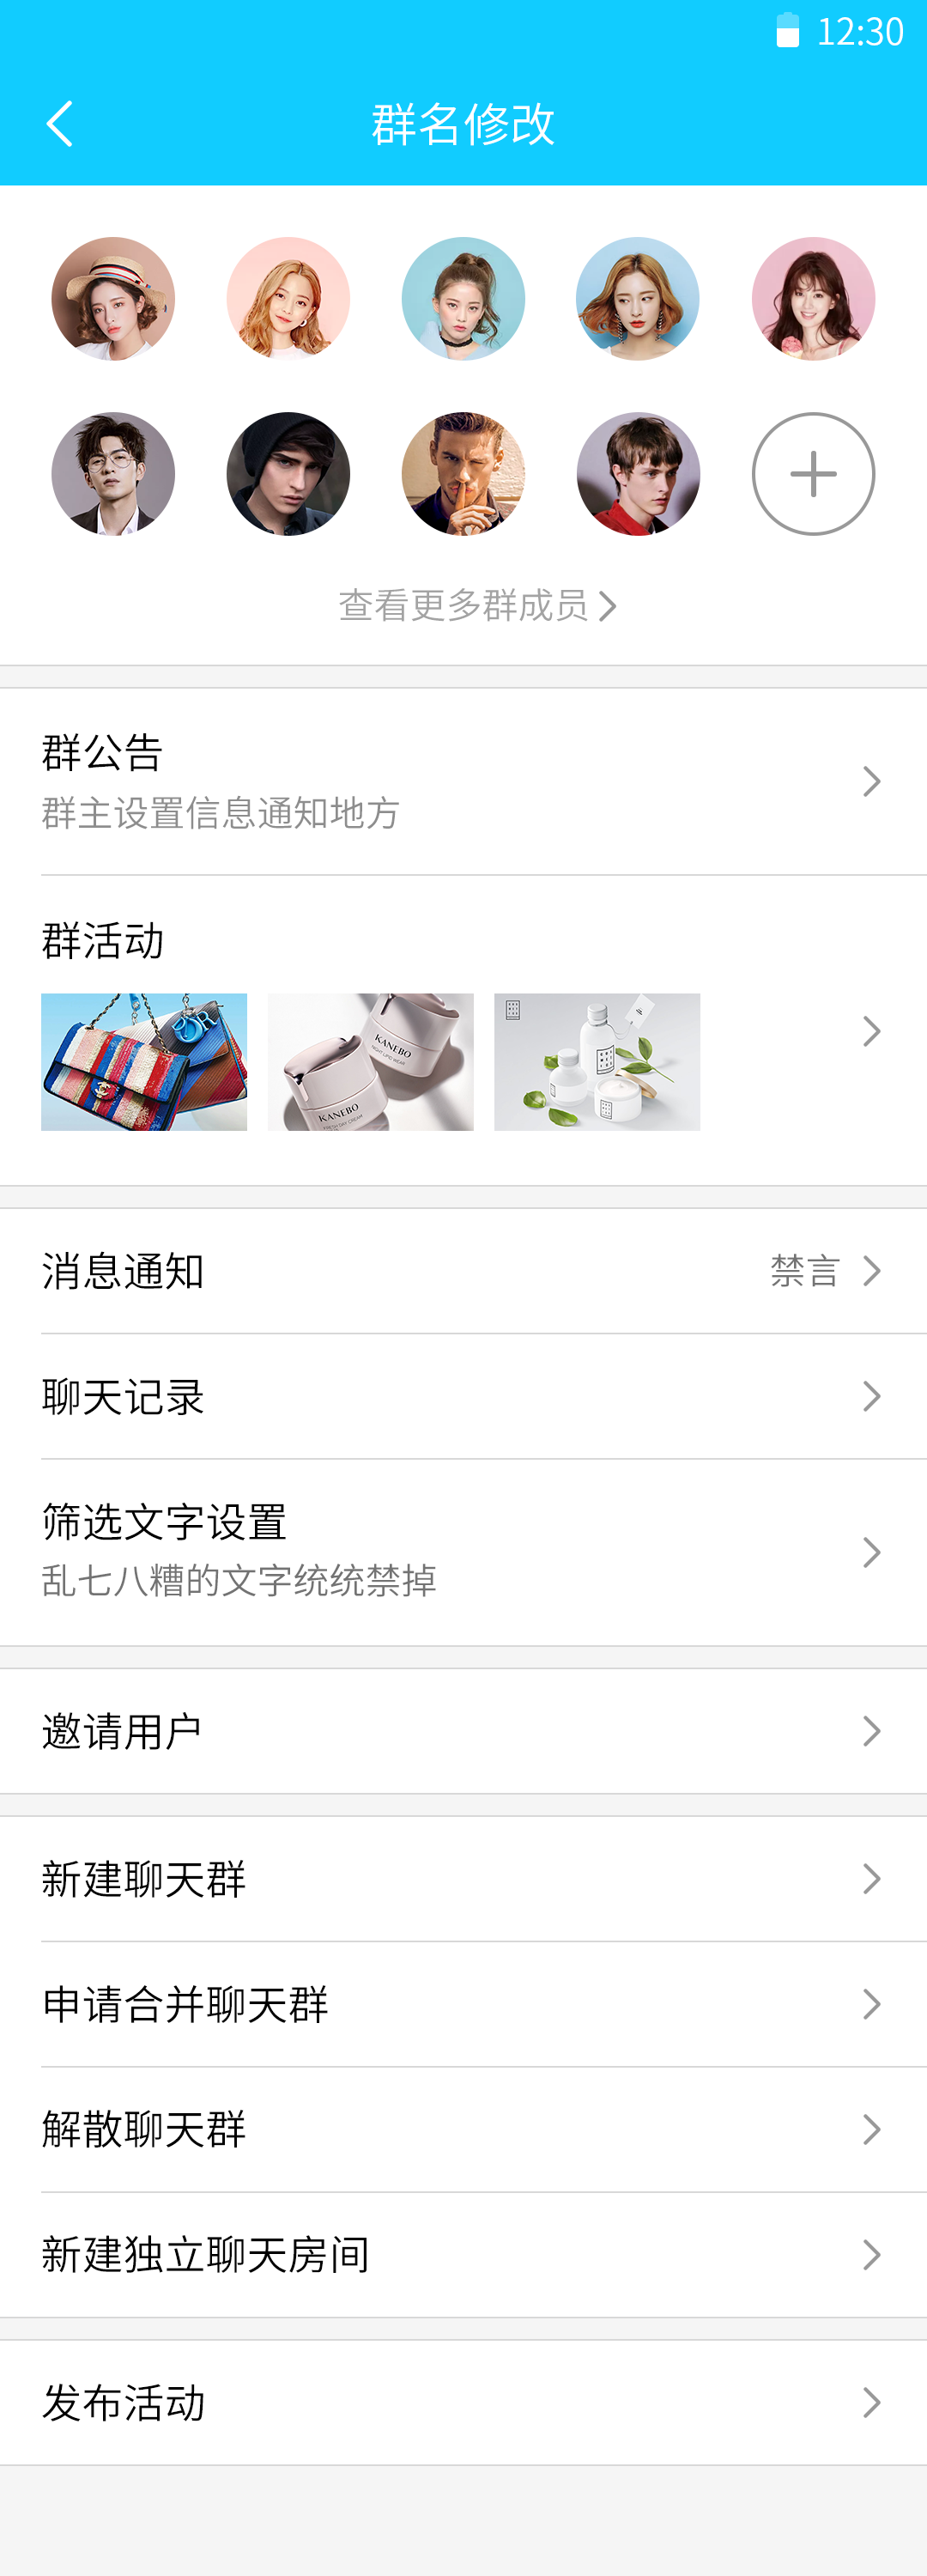 12:30
群名修改
查看更多群成员
群公告
群主设置信息通知地方
群活动
KANEBO
KANEBO
FRESH DAY CREAM
消息通知
禁言
聊天记录
筛选文字设置
乱七八糟的文字统统禁掉
邀请用户
新建聊天群
申请合并聊天群
解散聊天群
新建独立聊天房间
发布活动